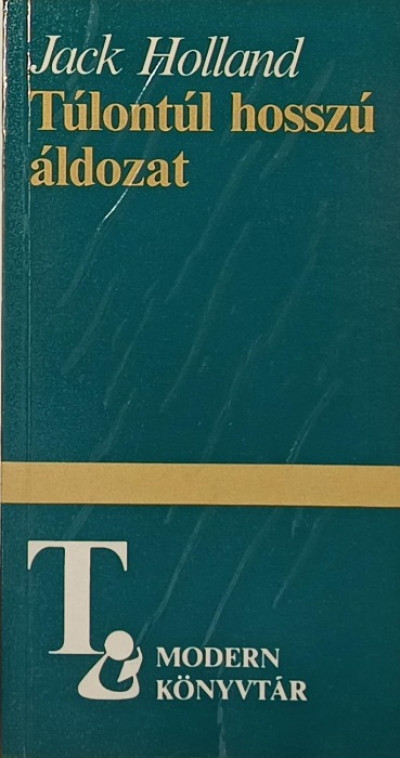 Jack Holland
Túlontúl hosszú
áldozat
T
MODERN
KÖNYVTÁR